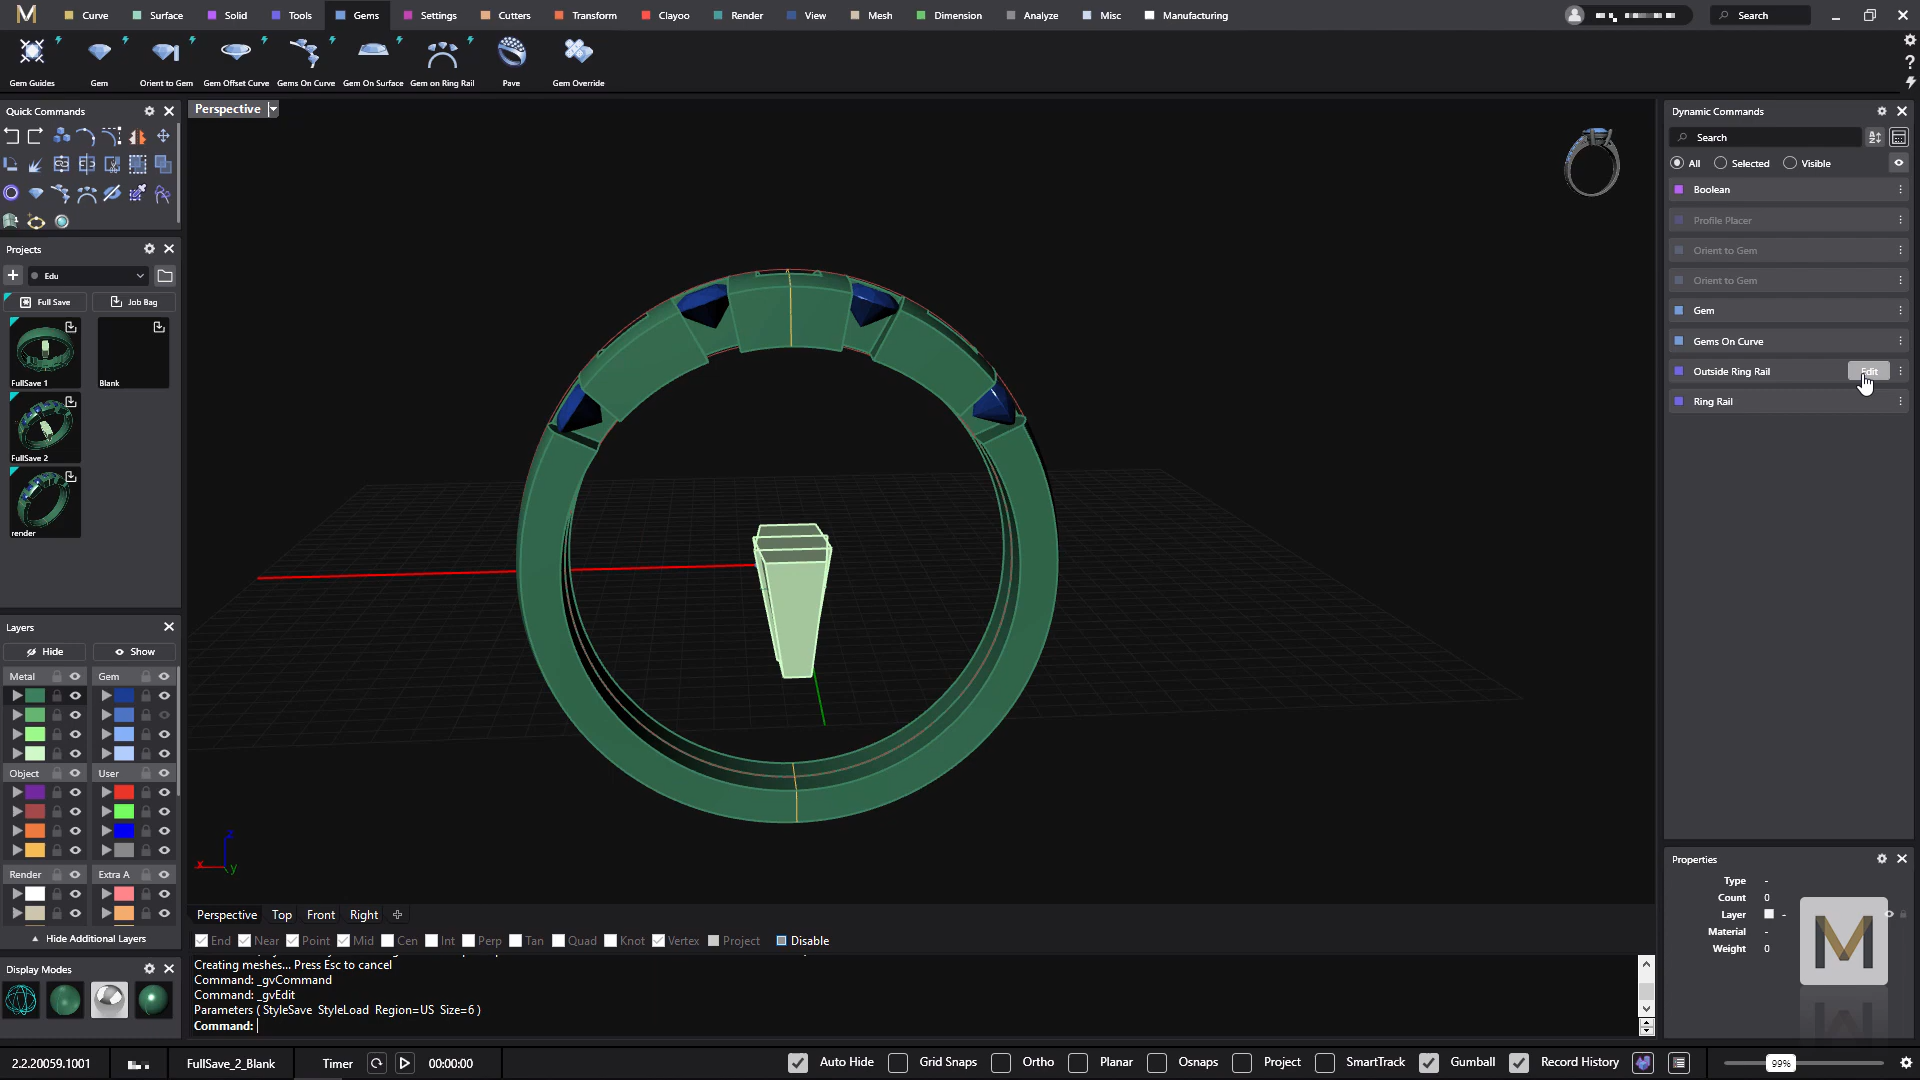 Curve Surface Solid Tools Gems Settings Cutters Transform Clayoo Render View Mesh Dimension Analyze Misc Manufacturing Search
Gem Guides Gem Orient to Gem Gem Offset Curve Gems On Curve Gem On Surface Gem on Ring Rail Pave Gem Override
Quick Commands
Perspective
Dynamic Commands
Search
All Selected Visible
Boolean
Profile Placer
Orient to Gem
Orient to Gem
Gem
Gems On Curve
Outside Ring Rail Edit
Ring Rail
Projects
Edu
Full Save Job Bag
FullSave 1 Blank
FullSave 2
render
Layers
Hide Show
Metal Gem
Object User
Render Extra A
Hide Additional Layers
Display Modes
z
x y
Perspective Top Front Right
End Near Point Mid Cen Int Perp Tan Quad Knot Vertex Project Disable
Creating meshes... Press Esc to cancel
Command: _gvCommand
Command: _gvEdit
Parameters ( StyleSave StyleLoad Region=US Size=6 )
Command:
Properties
Type -
Count 0
Layer -
Material -
Weight 0
2.2.20059.1001 FullSave_2_Blank Timer 00:00:00 Auto Hide Grid Snaps Ortho Planar Osnaps Project SmartTrack Gumball Record History 99%